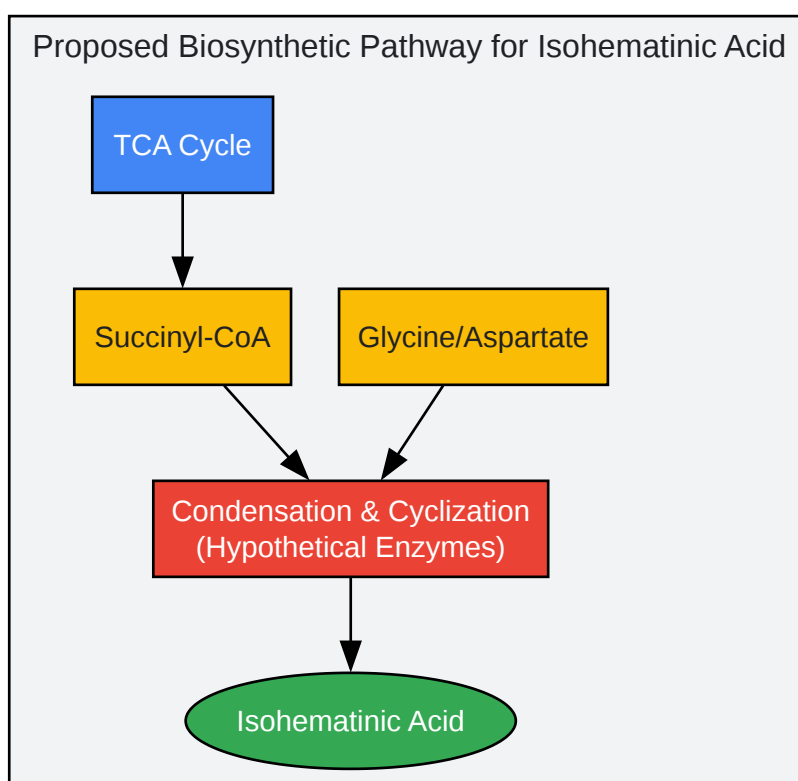 Proposed Biosynthetic Pathway for Isohematinic Acid
TCA Cycle
Succinyl-CoA
Glycine/Aspartate
Condensation & Cyclization
(Hypothetical Enzymes)
Isohematinic Acid